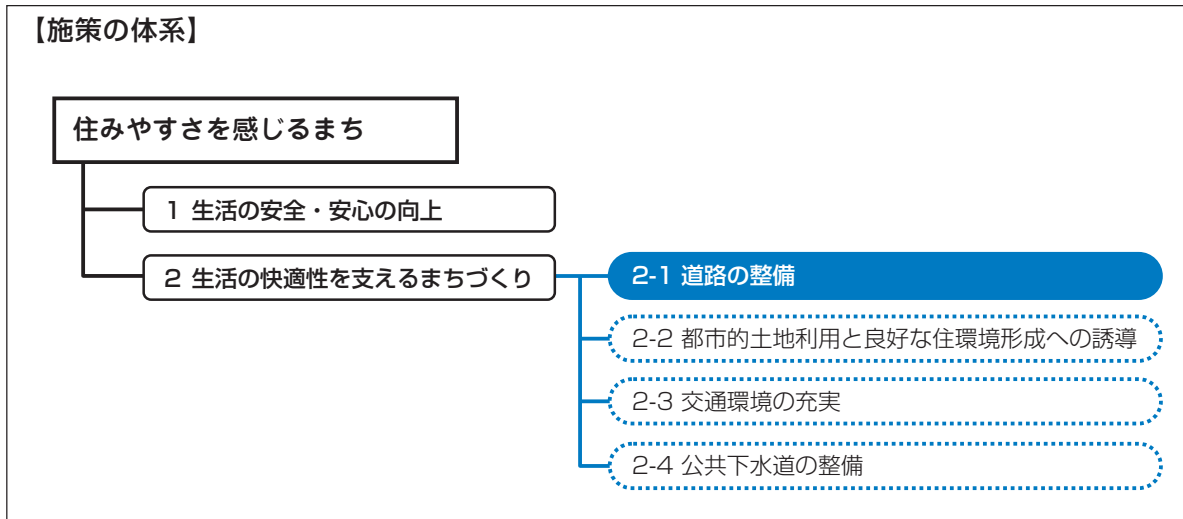 【施策の体系】
住みやすさを感じるまち
1 生活の安全・安心の向上
2 生活の快適性を支えるまちづくり
2-1 道路の整備
2-2 都市的土地利用と良好な住環境形成への誘導
2-3 交通環境の充実
2-4 公共下水道の整備